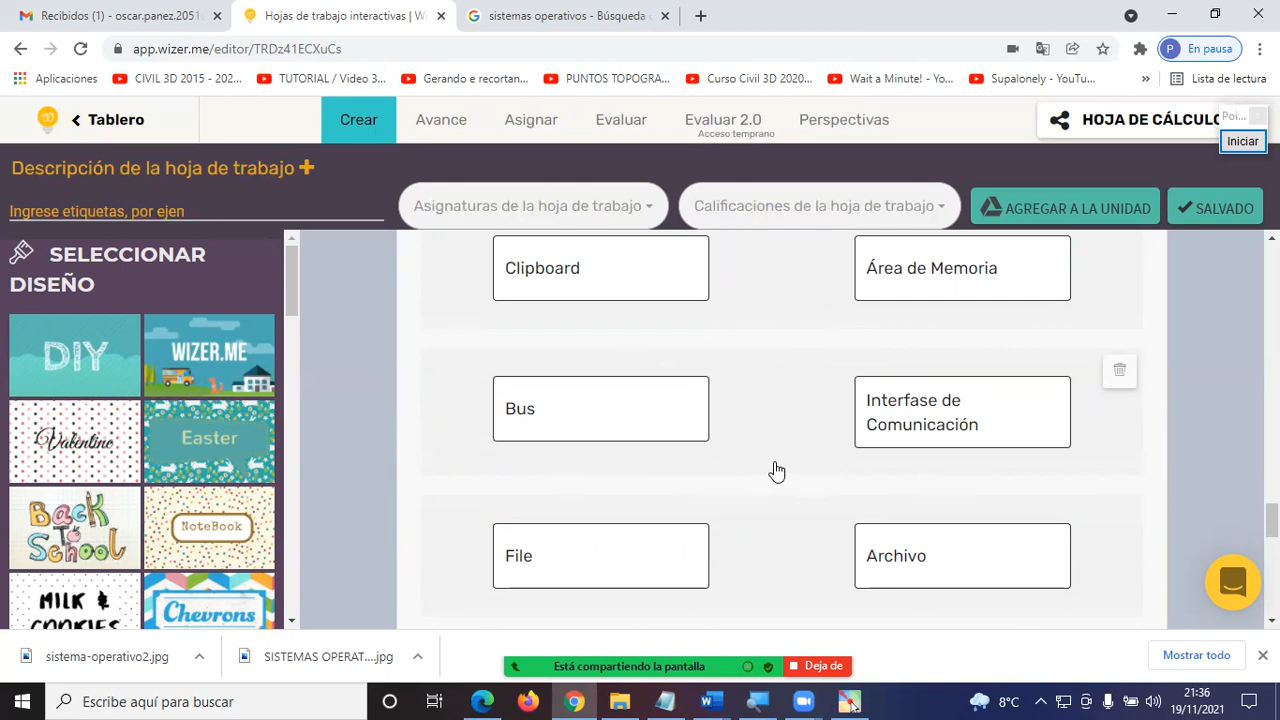 Recibidos (1) - oscar.panez.2051
Hojas de trabajo interactivas | Wi
sistemas operativos - Búsqueda
app.wizer.me/editor/TRDz41ECXuCs
P En pausa
Aplicaciones
CIVIL 3D 2015 - 202...
TUTORIAL / Video 3...
Gerando e recortan...
PUNTOS TOPOGRA...
Curso Civil 3D 2020...
Wait a Minute! - Yo...
Supalonely - YouTu...
»
Lista de lectura
Tablero
Crear
Avance
Asignar
Evaluar
Evaluar 2.0
Acceso temprano
Perspectivas
HOJA DE CÁLCULO
Poi...
Iniciar
Descripción de la hoja de trabajo +
Ingrese etiquetas, por ejen
Asignaturas de la hoja de trabajo
Calificaciones de la hoja de trabajo
AGREGAR A LA UNIDAD
SALVADO
SELECCIONAR
DISEÑO
DIY
WIZER.ME
Valentine
Easter
BACK
To
SCHOOL
NOTEBOOK
MILK &
COOKIES
Chevrons
Clipboard
Área de Memoria
Bus
Interfase de
Comunicación
File
Archivo
sistema-operativo2.jpg
SISTEMAS OPERAT....jpg
Mostrar todo
Está compartiendo la pantalla
Deja de
Escribe aquí para buscar
8°C
21:36
19/11/2021